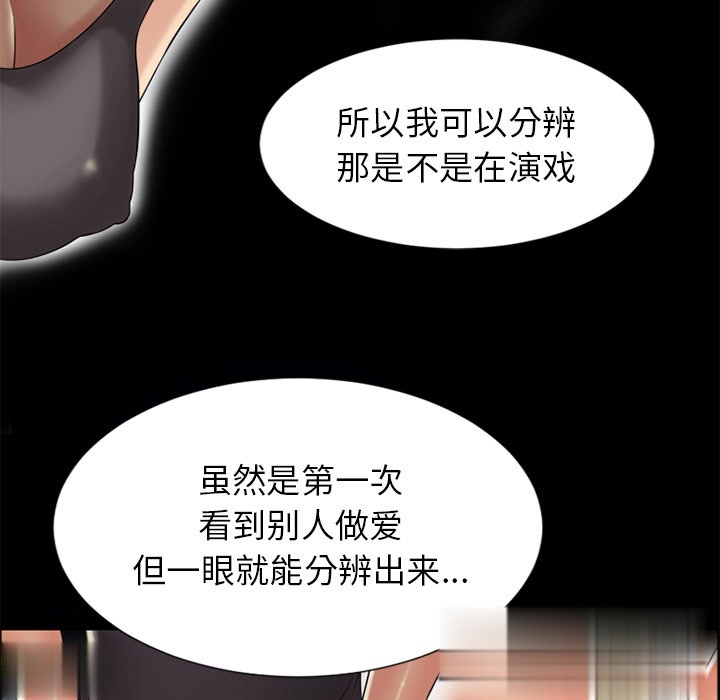 所以我可以分辨
那是不是在演戏
虽然是第一次
看到别人做爱
但一眼就能分辨出来...